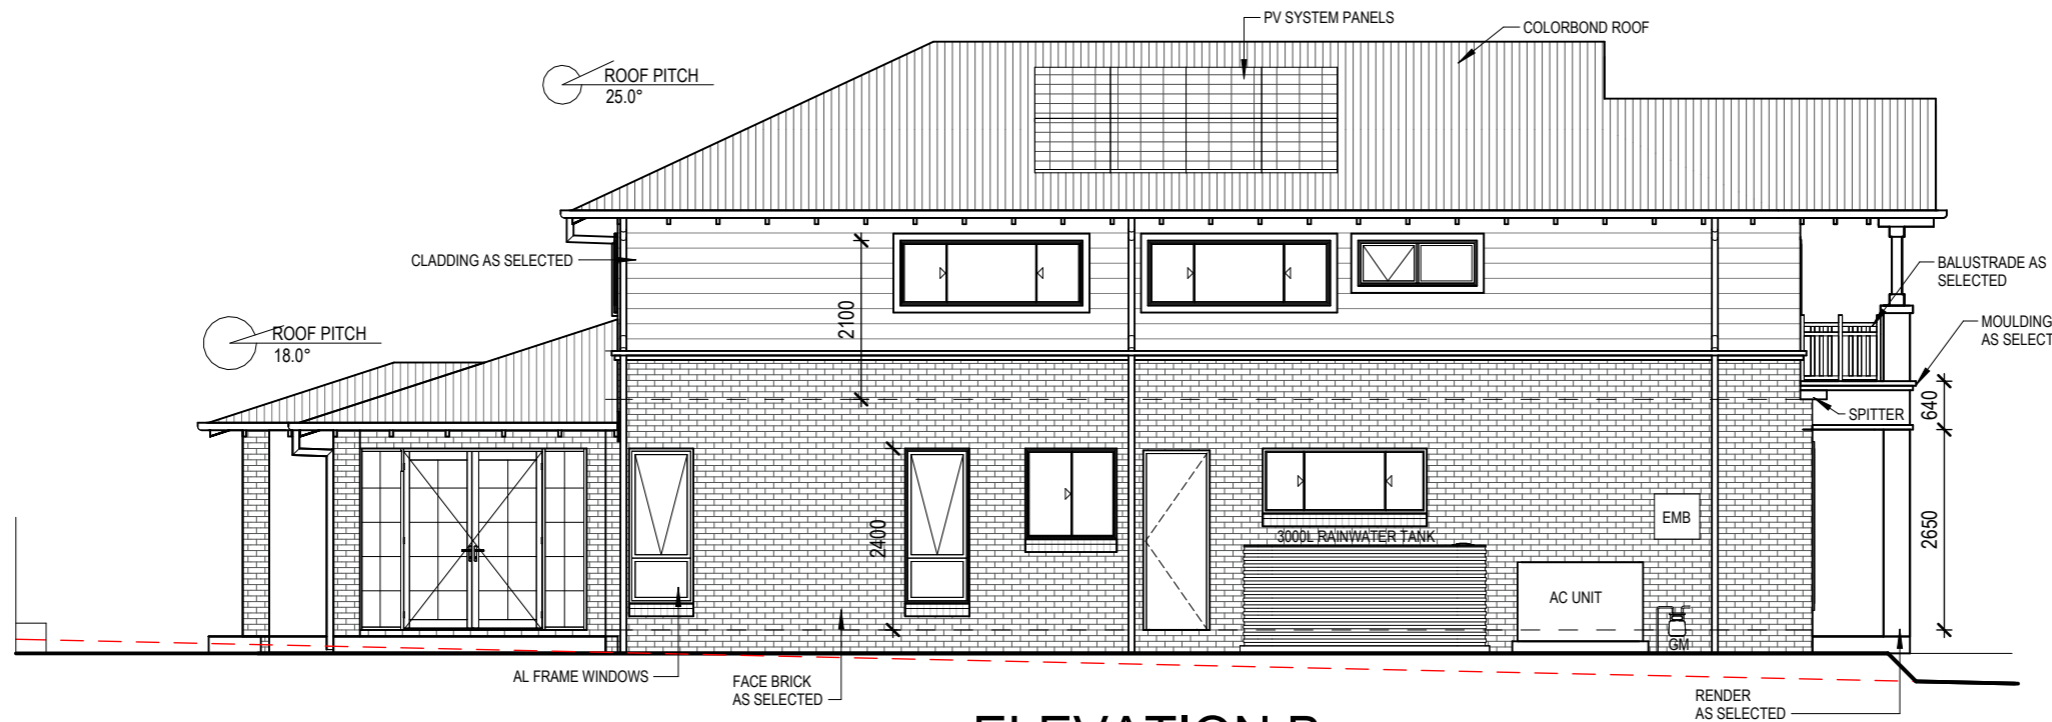 PV SYSTEM PANELS
COLORBOND ROOF
ROOF PITCH
25.0°
CLADDING AS SELECTED
BALUSTRADE AS
SELECTED
2100
MOULDING
AS SELECT
ROOF PITCH
18.0°
640
SPITTER
2400
EMB
2650
3000L RAINWATER TANK
AC UNIT
GM
AL FRAME WINDOWS
FACE BRICK
AS SELECTED
RENDER
AS SELECTED
ELEVATION B